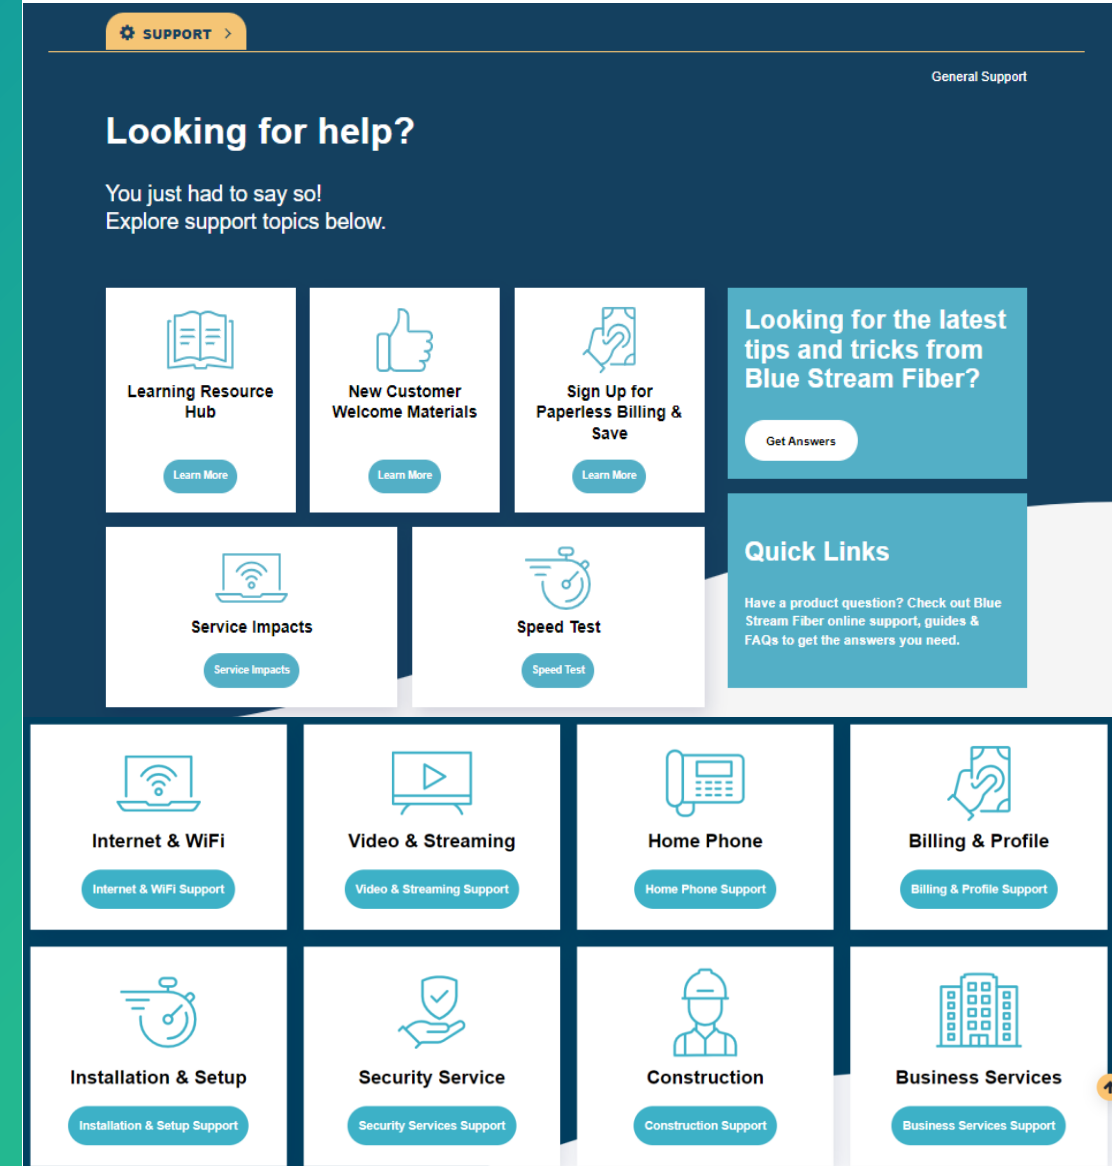 SUPPORT >
General Support
Looking for help?
You just had to say so!
Explore support topics below.
Learning Resource
Hub
Learn More
New Customer
Welcome Materials
Learn More
Sign Up for
Paperless Billing &
Save
Learn More
Looking for the latest
tips and tricks from
Blue Stream Fiber?
Get Answers
Service Impacts
Service Impacts
Speed Test
Speed Test
Quick Links
Have a product question? Check out Blue
Stream Fiber online support, guides &
FAQs to get the answers you need.
Internet & WiFi
Internet & WiFi Support
Video & Streaming
Video & Streaming Support
Home Phone
Home Phone Support
Billing & Profile
Billing & Profile Support
Installation & Setup
Installation & Setup Support
Security Service
Security Services Support
Construction
Construction Support
Business Services
Business Services Support